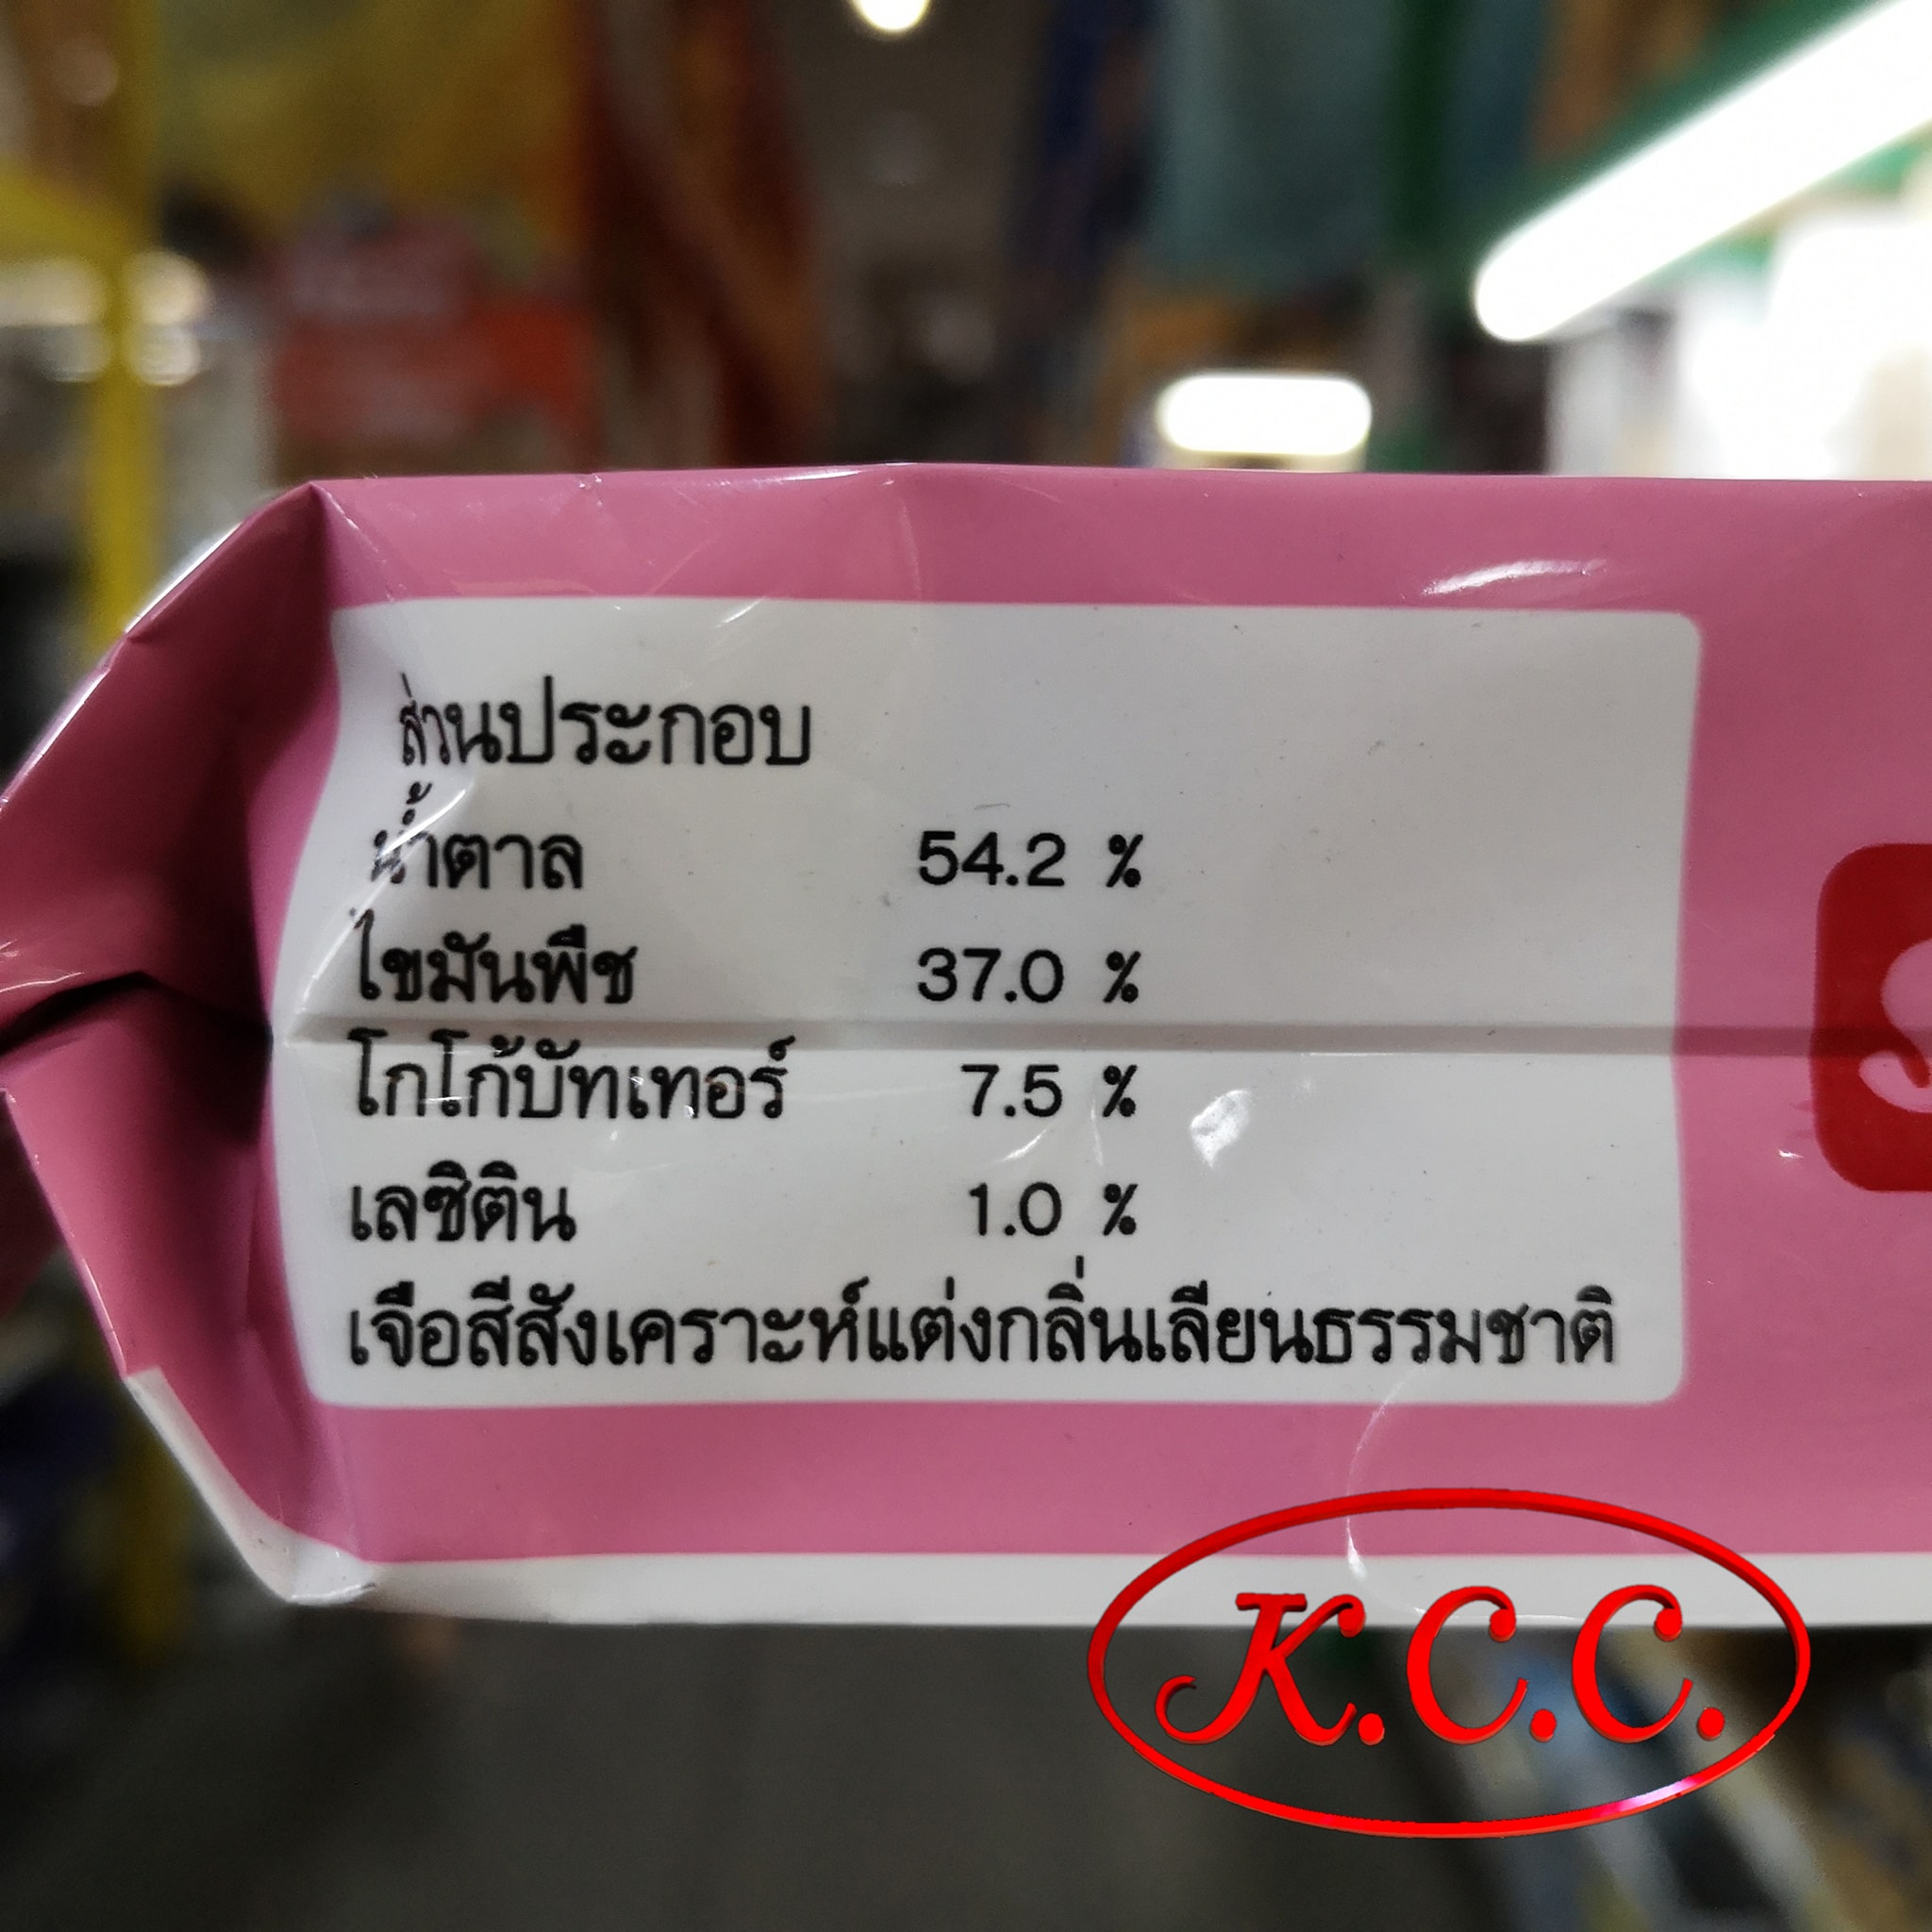 ส่วนประกอบ
น้ำตาล 54.2 %
ไขมันพืช 37.0 %
โกโก้บัทเทอร์ 7.5 %
เลซิติน 1.0 %
เจือสีสังเคราะห์แต่งกลิ่นเลียนธรรมชาติ
K.C.C.